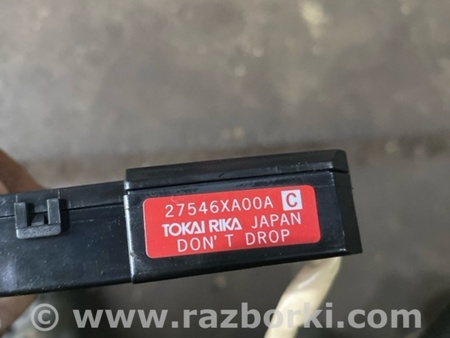 27546XA00A C
TOKAI RIKA JAPAN
DON'T DROP
© www.razborki.com